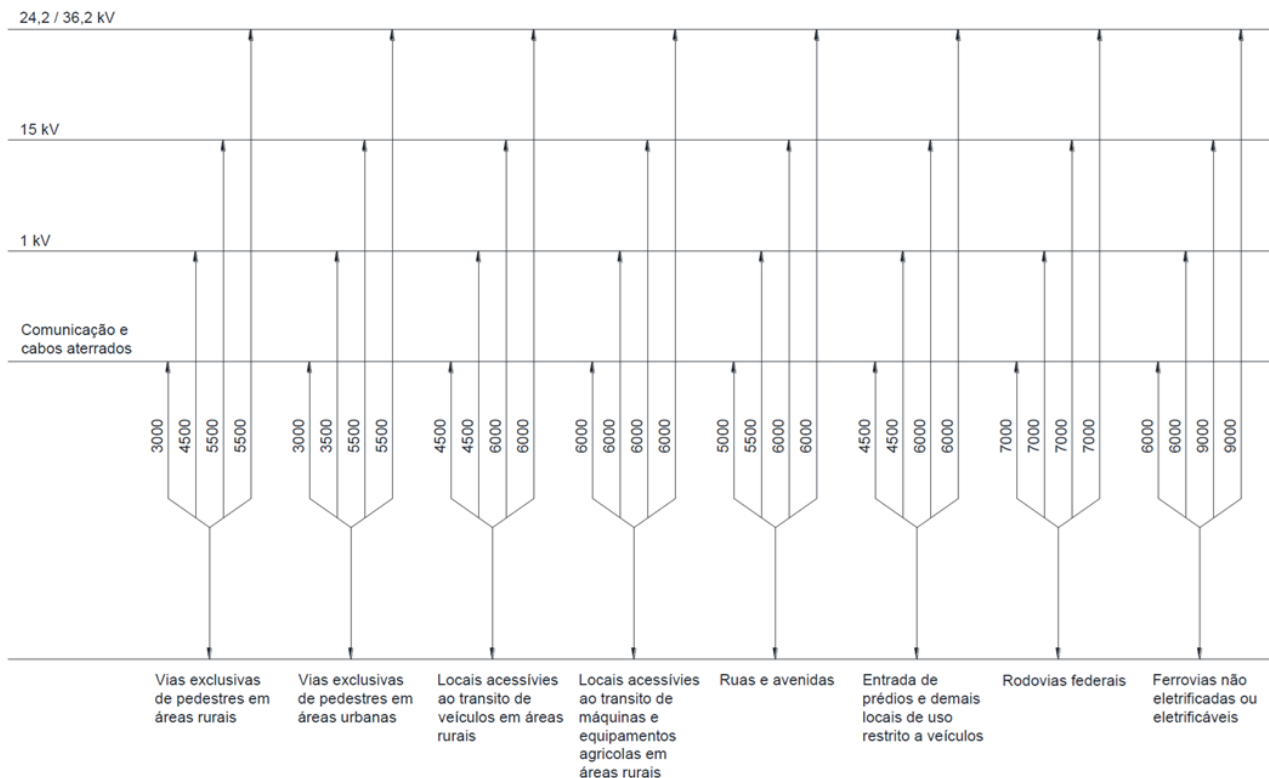 24,2 / 36,2 kV
15 kV
1 kV
Comunicação e
cabos aterrados
3000
4500
5500
5500
3000
3500
5500
5500
4500
4500
6000
6000
6000
6000
6000
6000
5000
5500
6000
6000
4500
4500
6000
6000
7000
7000
7000
7000
6000
6000
9000
9000
Vias exclusivas
de pedestres em
áreas rurais
Vias exclusivas
de pedestres em
áreas urbanas
Locais acessívies
ao transito de
veículos em áreas
rurais
Locais acessívies
ao transito de
máquinas e
equipamentos
agricolas em
áreas rurais
Ruas e avenidas
Entrada de
prédios e demais
locais de uso
restrito a veículos
Rodovias federais
Ferrovias não
eletrificadas ou
eletrificáveis